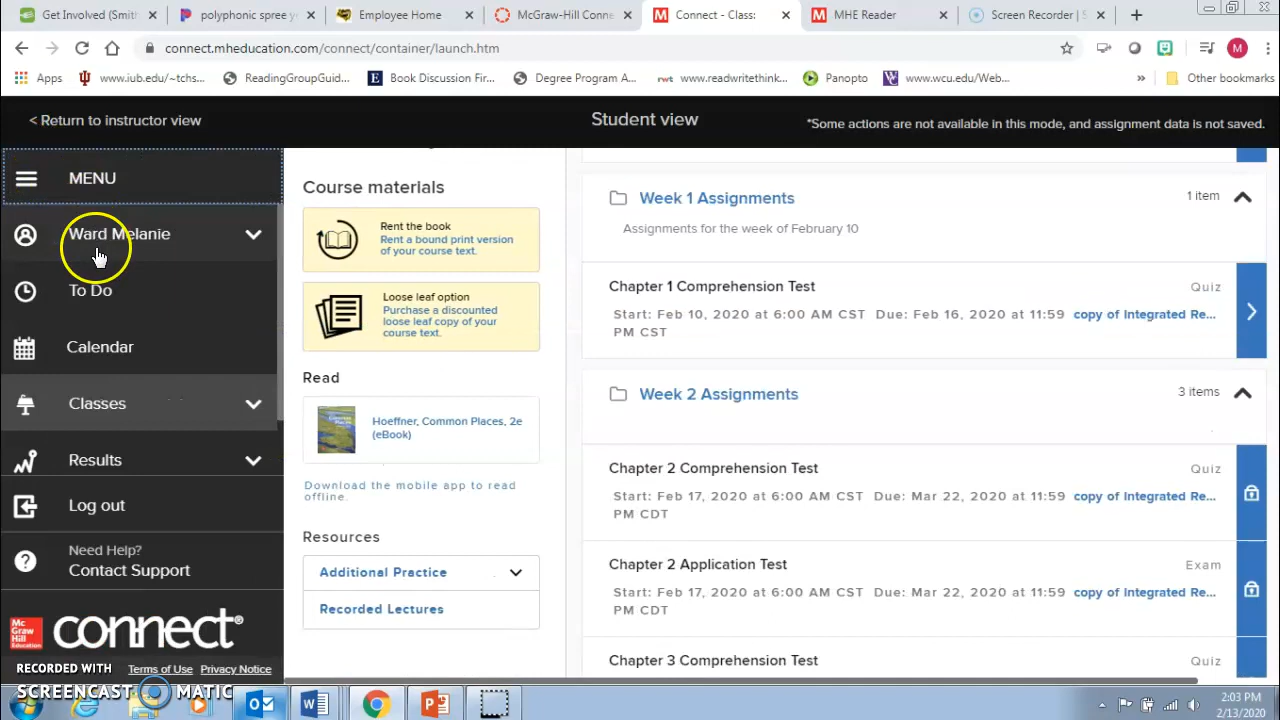 Get Involved (Smith
polyphonic spree y
Employee Home
McGraw-Hill Conne
Connect - Class:
MHE Reader
Screen Recorder | S
connect.mheducation.com/connect/container/launch.htm
M
Apps
www.iub.edu/~tchs...
ReadingGroupGuid...
Book Discussion Fir...
Degree Program A...
rwt
www.readwritethink...
Panopto
www.wcu.edu/Web...
»
Other bookmarks
< Return to instructor view
Student view
*Some actions are not available in this mode, and assignment data is not saved.
MENU
Ward Melanie
To Do
Calendar
Classes
Results
Log out
Need Help?
Contact Support
Mc
Graw
Hill
Education
connect®
Terms of Use
Privacy Notice
RECORDED WITH
SCREENCAST MATIC
Course materials
Rent the book
Rent a bound print version
of your course text.
Loose leaf option
Purchase a discounted
loose leaf copy of your
course text.
Read
Hoeffner, Common Places, 2e
(eBook)
Download the mobile app to read
offline.
Resources
Additional Practice
Recorded Lectures
Week 1 Assignments
1 item
Assignments for the week of February 10
Chapter 1 Comprehension Test
Quiz
Start: Feb 10, 2020 at 6:00 AM CST Due: Feb 16, 2020 at 11:59
PM CST
copy of Integrated Re...
Week 2 Assignments
3 items
Chapter 2 Comprehension Test
Quiz
Start: Feb 17, 2020 at 6:00 AM CST Due: Mar 22, 2020 at 11:59
PM CDT
copy of Integrated Re...
Chapter 2 Application Test
Exam
Start: Feb 17, 2020 at 6:00 AM CST Due: Mar 22, 2020 at 11:59
PM CDT
copy of Integrated Re...
Chapter 3 Comprehension Test
Quiz
2:03 PM
2/13/2020